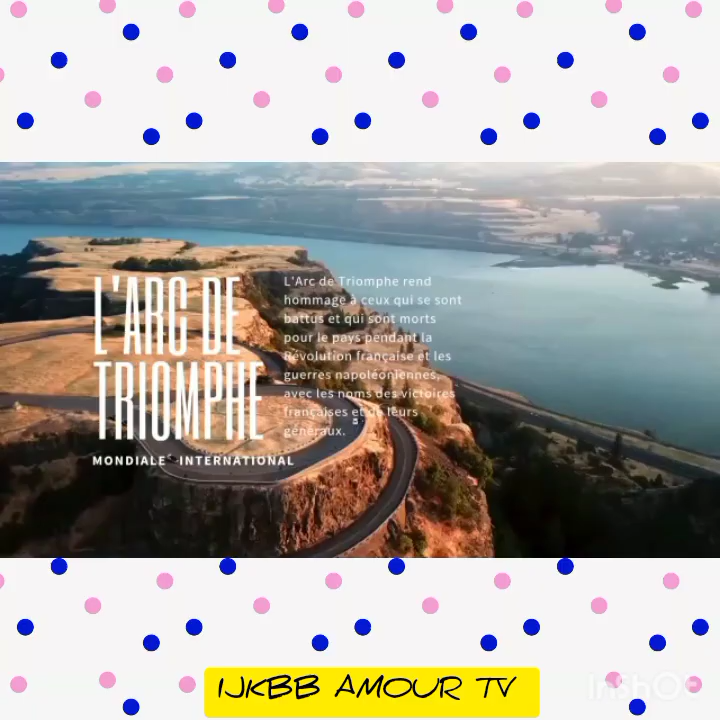 L'ARC DE
TRIOMPHE
MONDIALE INTERNATIONAL
L'Arc de Triomphe rend
hommage à ceux qui se sont
battus et qui sont morts
pour le pays pendant la
Révolution française et les
guerres napoléoniennes,
avec les noms des victoires
françaises et de leurs
généraux.
IJKBB AMOUR TV
InShOt